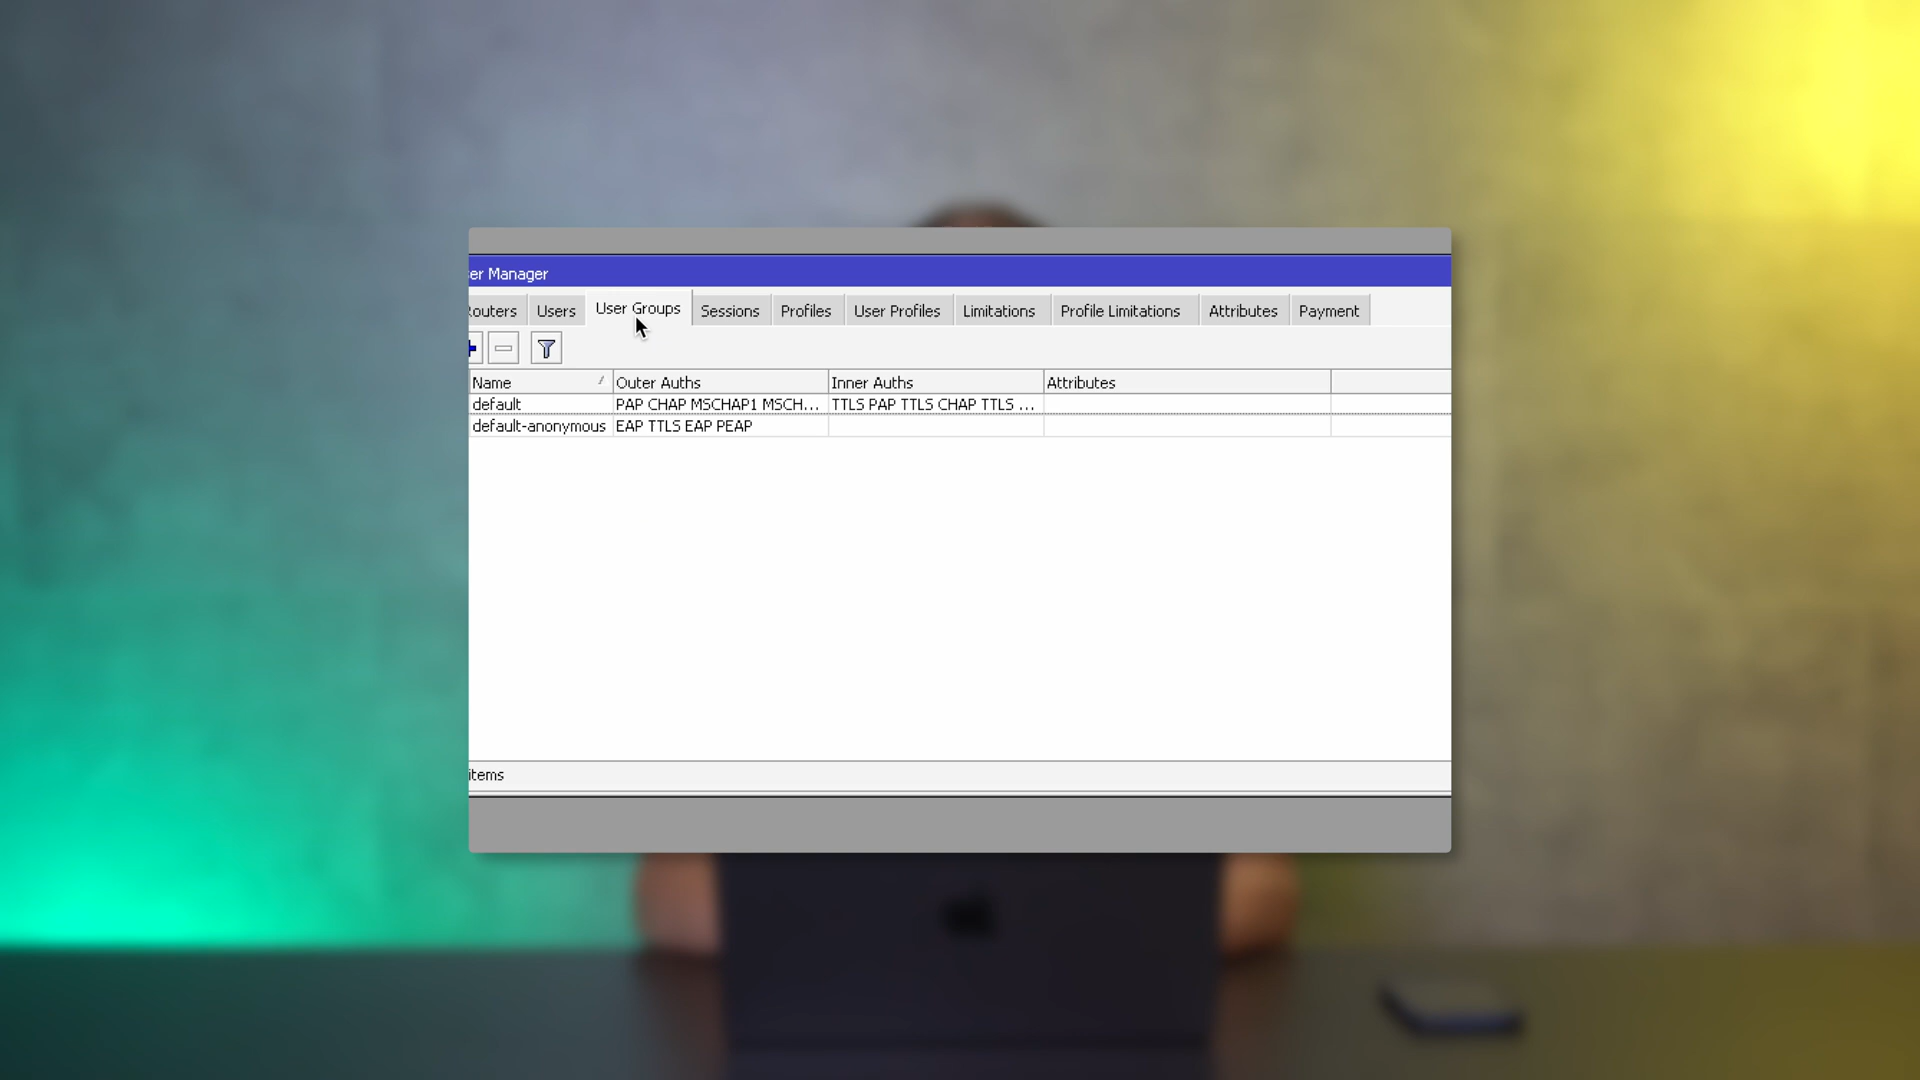 er Manager
Routers Users User Groups Sessions Profiles User Profiles Limitations Profile Limitations Attributes Payment
Name Outer Auths Inner Auths Attributes
default PAP CHAP MSCHAP1 MSCH... TTLS PAP TTLS CHAP TTLS ...
default-anonymous EAP TTLS EAP PEAP
items